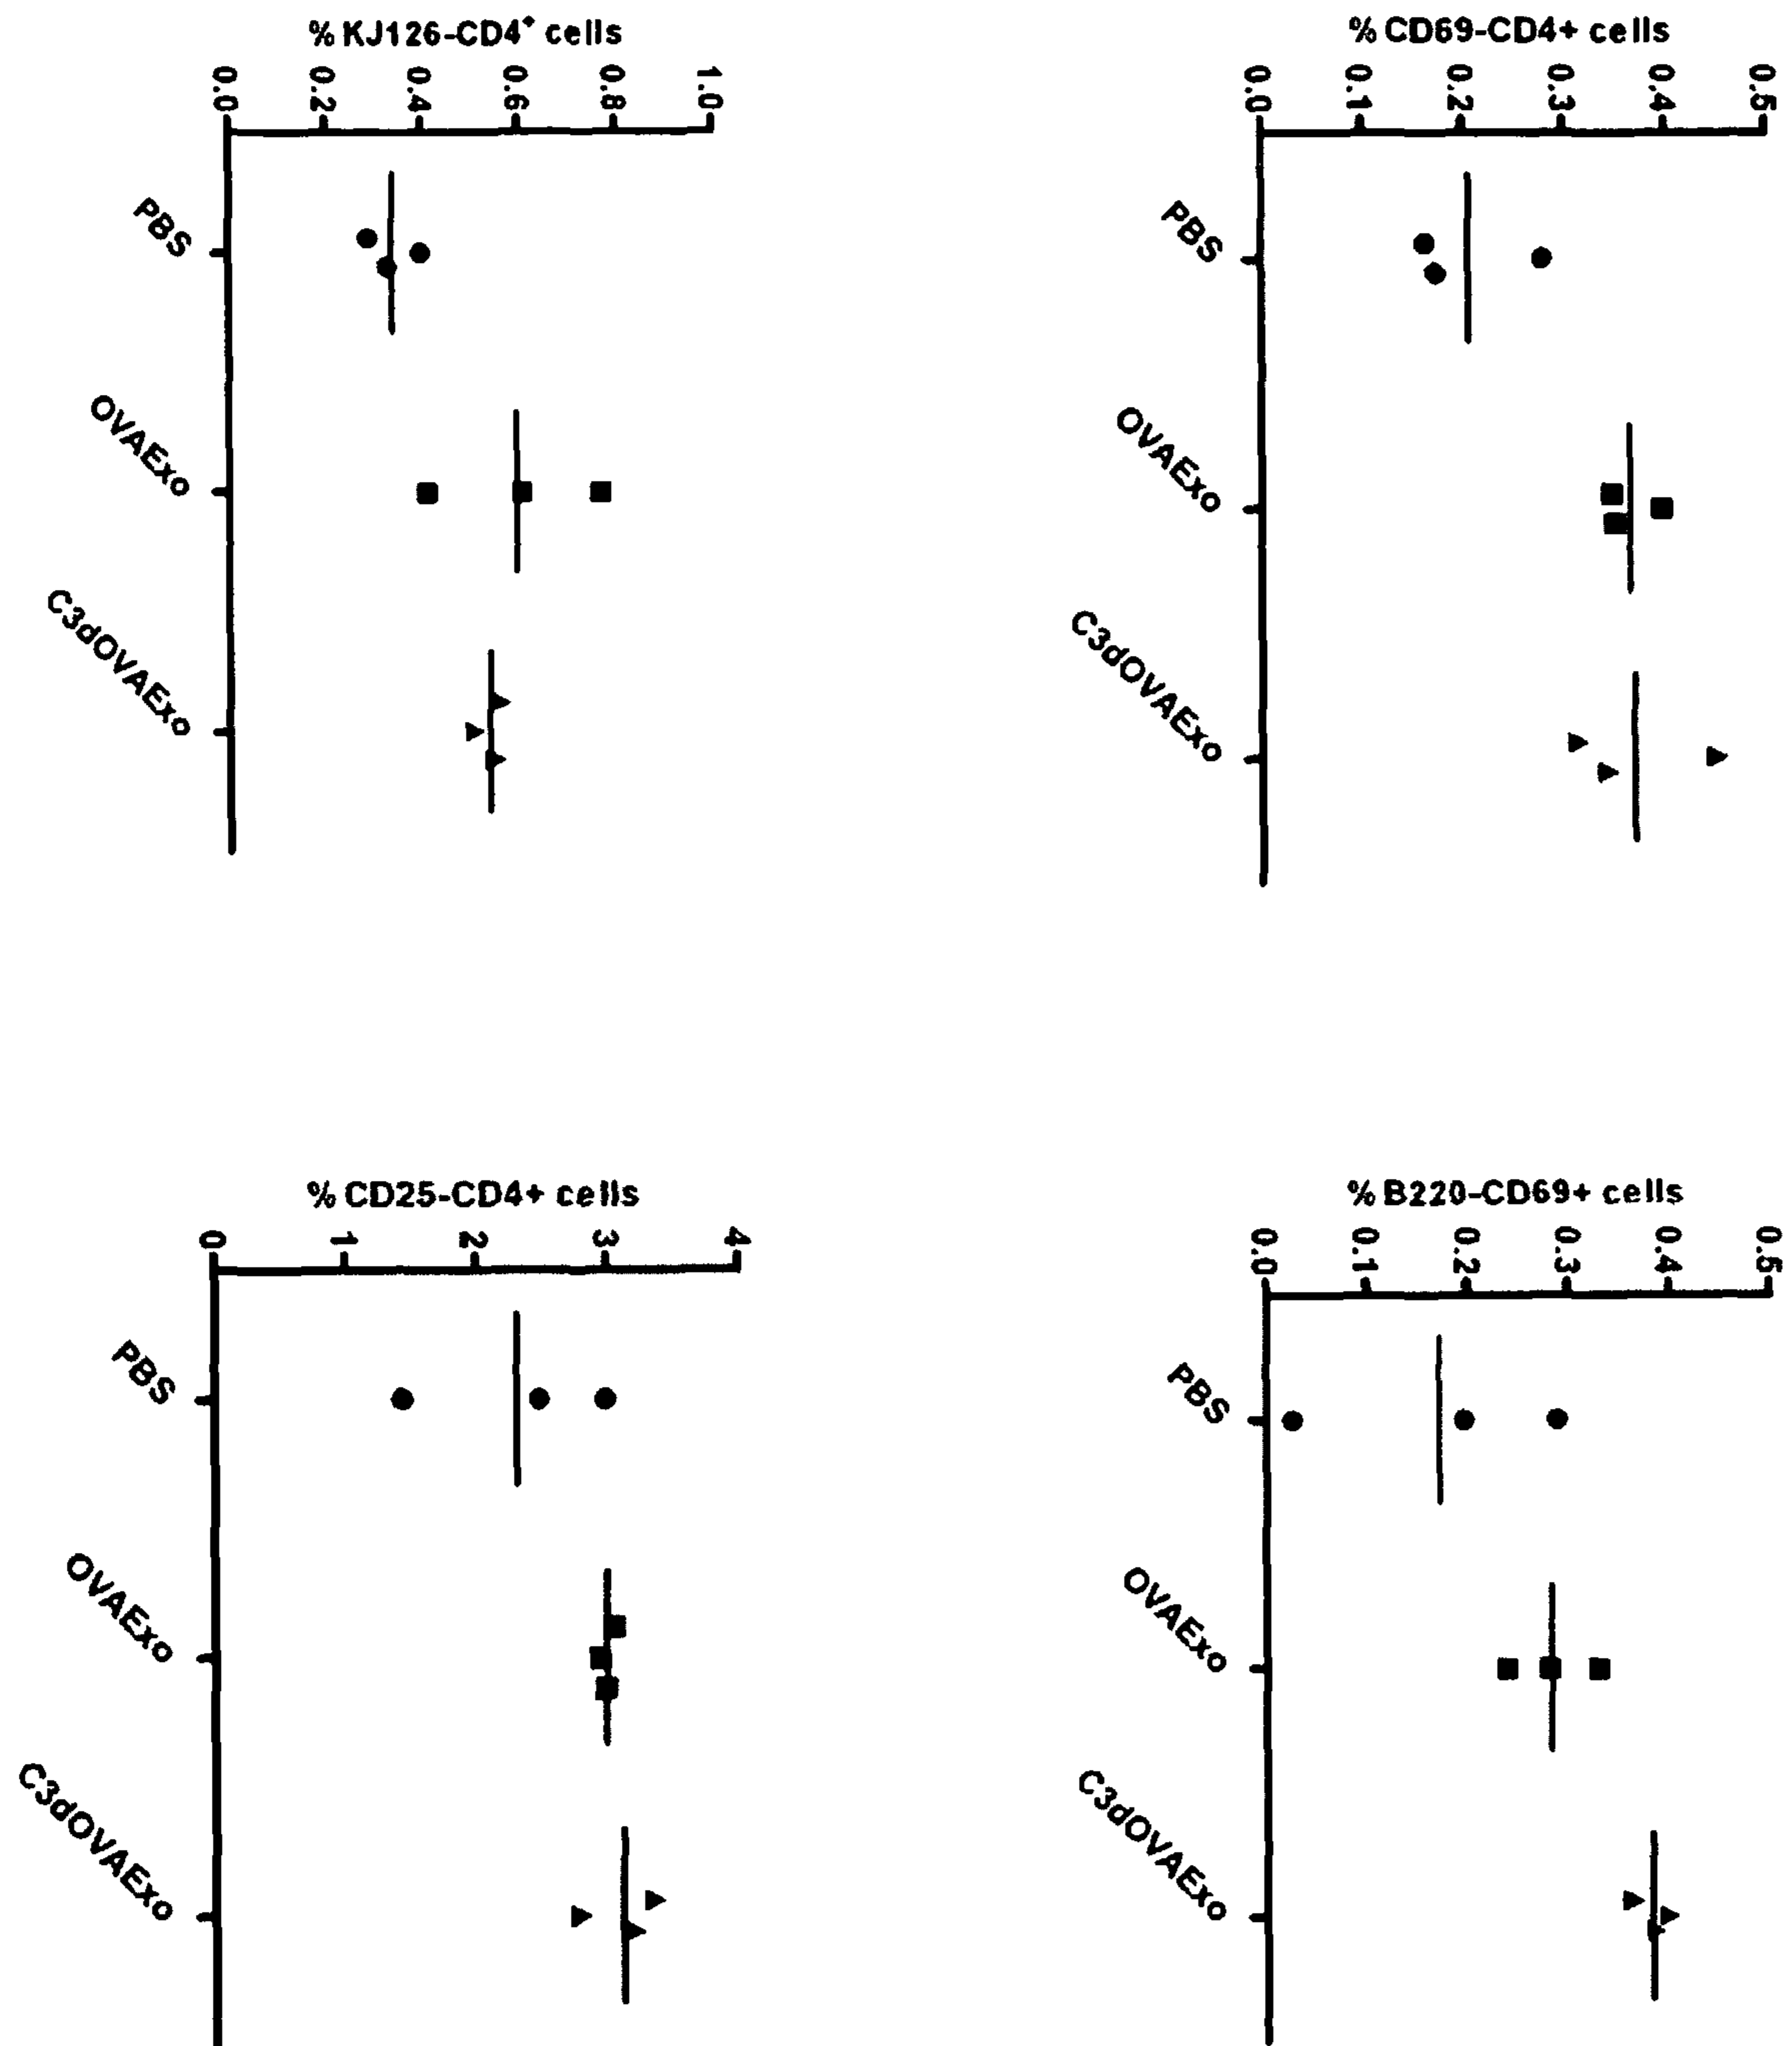 % CD69-CD4+ cells
0.0
0.1
0.2
0.3
0.4
0.5
PBS
OVAExo
C3dOVAExo
% B220-CD69+ cells
0.0
0.1
0.2
0.3
0.4
0.5
PBS
OVAExo
C3dOVAExo
% KJ126-CD4+ cells
0.0
0.2
0.4
0.6
0.8
1.0
PBS
OVAExo
C3dOVAExo
% CD25-CD4+ cells
0
1
2
3
4
PBS
OVAExo
C3dOVAExo